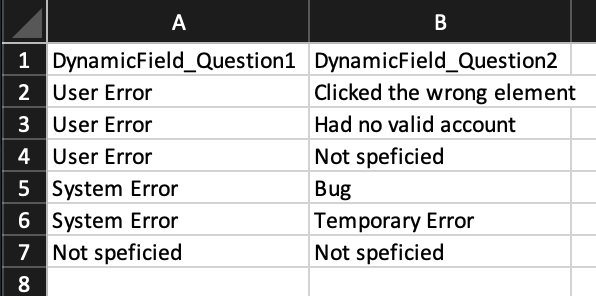 A B
1 DynamicField_Question1 DynamicField_Question2
2 User Error Clicked the wrong element
3 User Error Had no valid account
4 User Error Not speficied
5 System Error Bug
6 System Error Temporary Error
7 Not speficied Not speficied
8